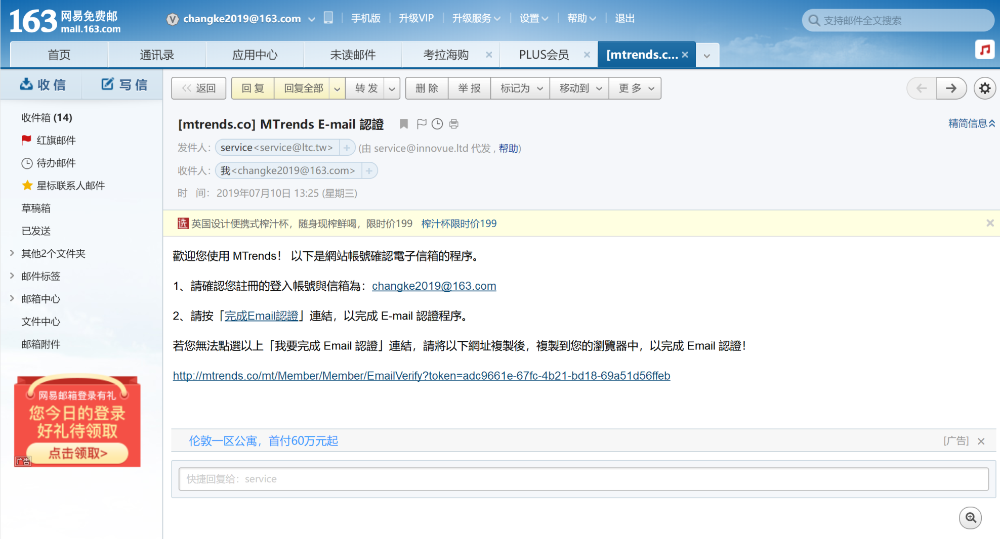 163 网易免费邮
mail.163.com
changke2019@163.com 手机版 升级VIP 升级服务 设置 帮助 退出
支持邮件全文搜索
首页 通讯录 应用中心 未读邮件 考拉海购 PLUS会员 [mtrends.c...
收信 写信
返回 回复 回复全部 转发 删除 举报 标记为 移动到 更多
收件箱 (14)
红旗邮件
待办邮件
星标联系人邮件
草稿箱
已发送
其他2个文件夹
邮件标签
邮箱中心
文件中心
邮箱附件
网易邮箱登录有礼
您今日的登录
好礼待领取
点击领取>
广告
[mtrends.co] MTrends E-mail 認證
精简信息
发件人： service<service@ltc.tw> + (由 service@innovue.ltd 代发 , 帮助)
收件人： 我<changke2019@163.com> +
时 间： 2019年07月10日 13:25 (星期三)
选 英国设计便携式榨汁杯，随身现榨鲜喝，限时价199 榨汁杯限时价199
歡迎您使用 MTrends！ 以下是網站帳號確認電子信箱的程序。
1、請確認您註冊的登入帳號與信箱為：changke2019@163.com
2、請按「完成Email認證」連結，以完成 E-mail 認證程序。
若您無法點選以上「我要完成 Email 認證」連結，請將以下網址複製後，複製到您的瀏覽器中，以完成 Email 認證！
http://mtrends.co/mt/Member/Member/EmailVerify?token=adc9661e-67fc-4b21-bd18-69a51d56ffeb
伦敦一区公寓，首付60万元起
[广告]
快捷回复给：service